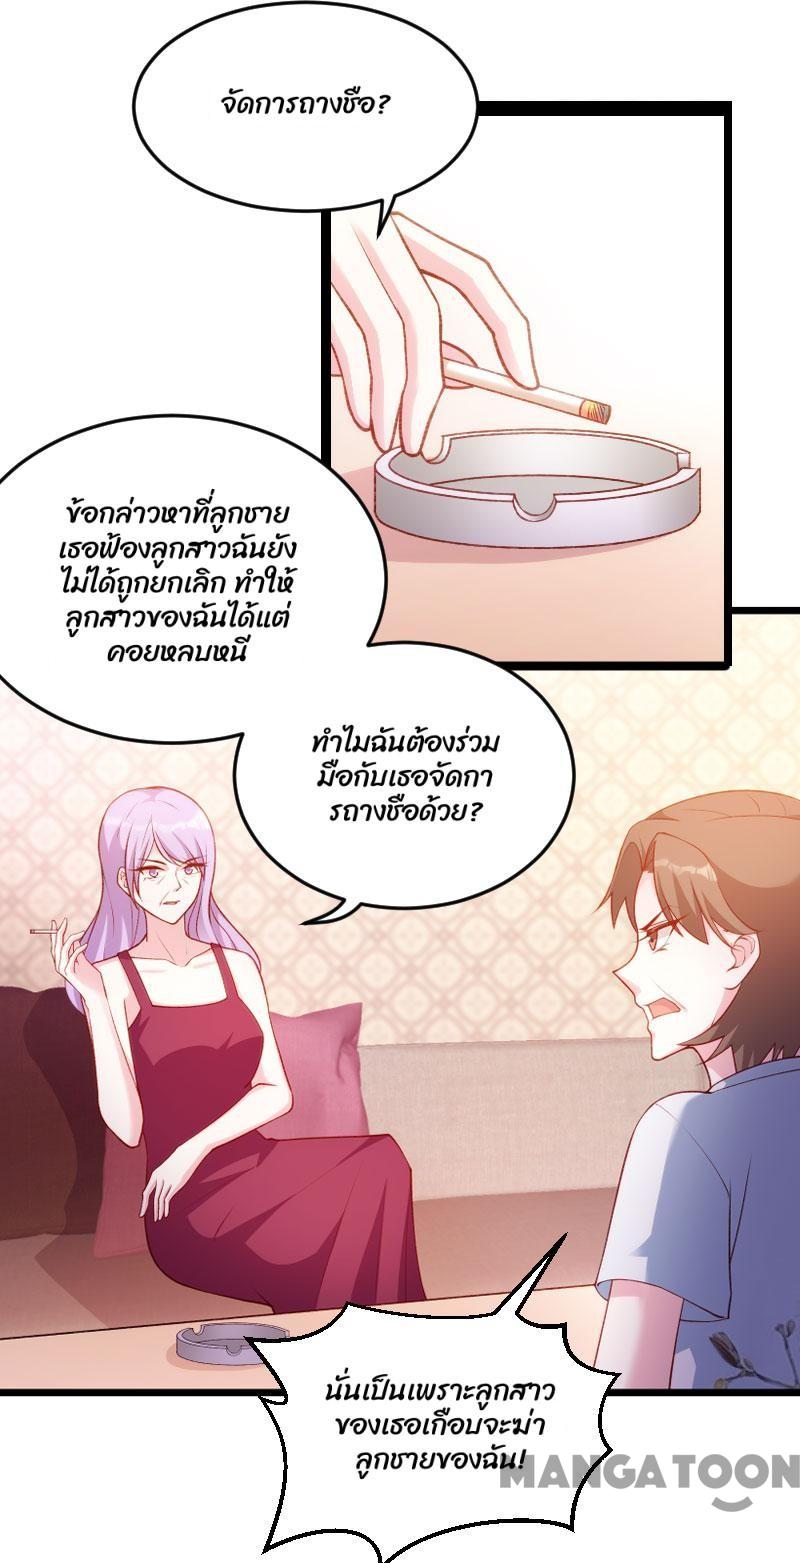 จัดการถางซือ?
ข้อกล่าวหาที่ลูกชาย
เธอฟ้องลูกสาวฉันยัง
ไม่ได้ถูกยกเลิก ทำให้
ลูกสาวของฉันได้แต่
คอยหลบหนี
ทำไมฉันต้องร่วม
มือกับเธอจัดกา
รถางซือด้วย?
นั่นเป็นเพราะลูกสาว
ของเธอเกือบจะฆ่า
ลูกชายของฉัน!
MANGATOON